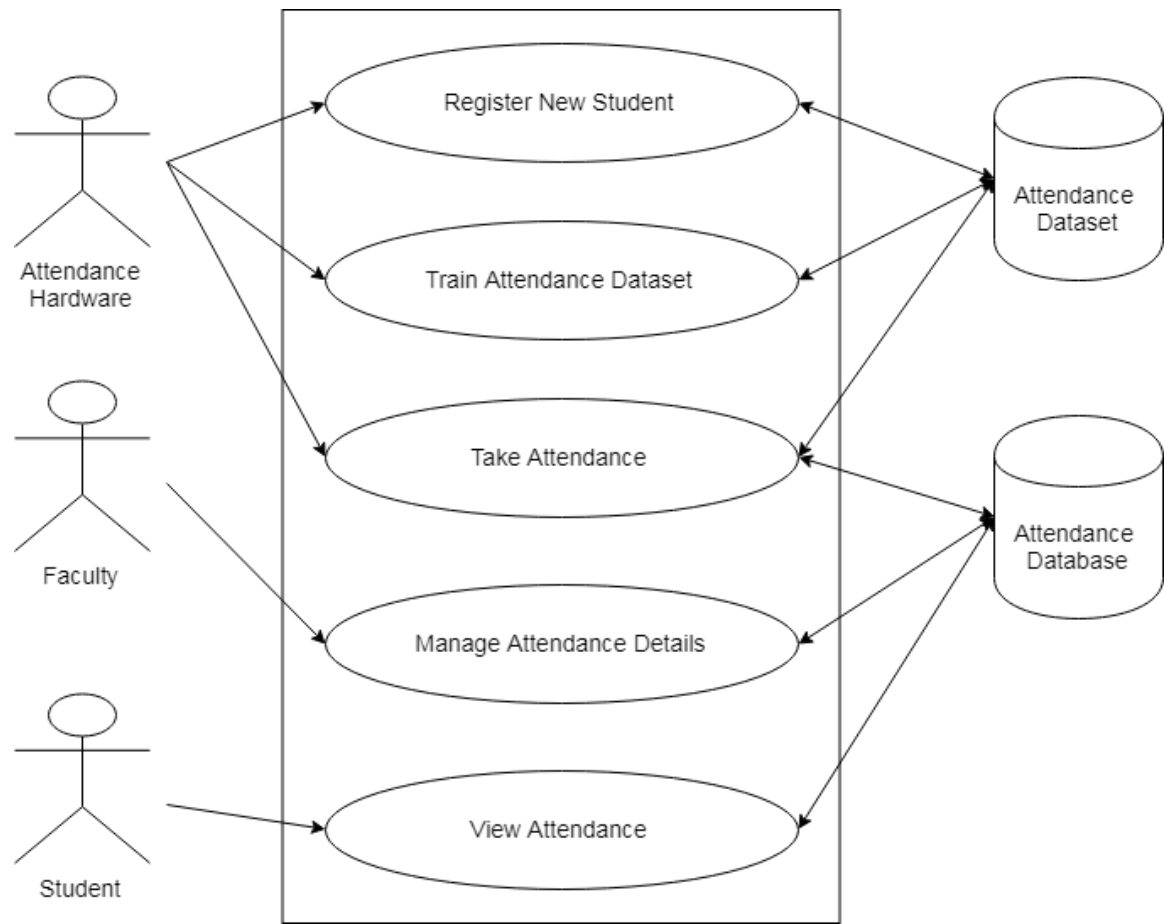 Register New Student
Attendance
Dataset
Attendance
Hardware
Train Attendance Dataset
Take Attendance
Attendance
Database
Faculty
Manage Attendance Details
View Attendance
Student